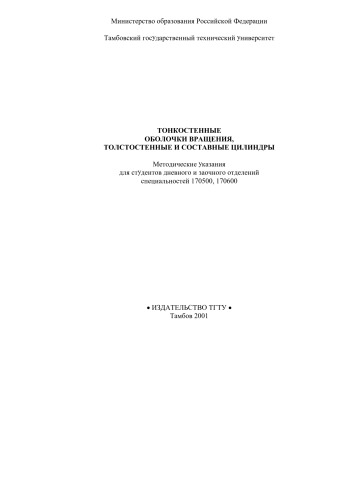 Министерство образования Российской Федерации
Тамбовский государственный технический университет
ТОНКОСТЕННЫЕ
ОБОЛОЧКИ ВРАЩЕНИЯ,
ТОЛСТОСТЕННЫЕ И СОСТАВНЫЕ ЦИЛИНДРЫ
Методические указания
для студентов дневного и заочного отделений
специальностей 170500, 170600
• ИЗДАТЕЛЬСТВО ТГТУ •
Тамбов 2001